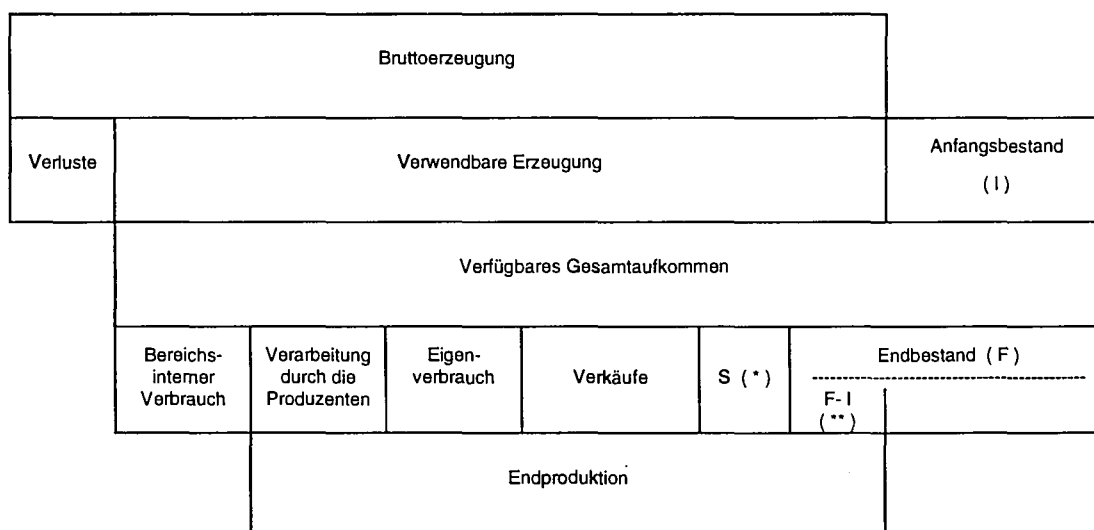 Bruttoerzeugung
Verluste
Verwendbare Erzeugung
Anfangsbestand
( I )
Verfügbares Gesamtaufkommen
Bereichs-
interner
Verbrauch
Verarbeitung
durch die
Produzenten
Eigen-
verbrauch
Verkäufe
S ( * )
Endbestand ( F )
F- I
( ** )
Endproduktion